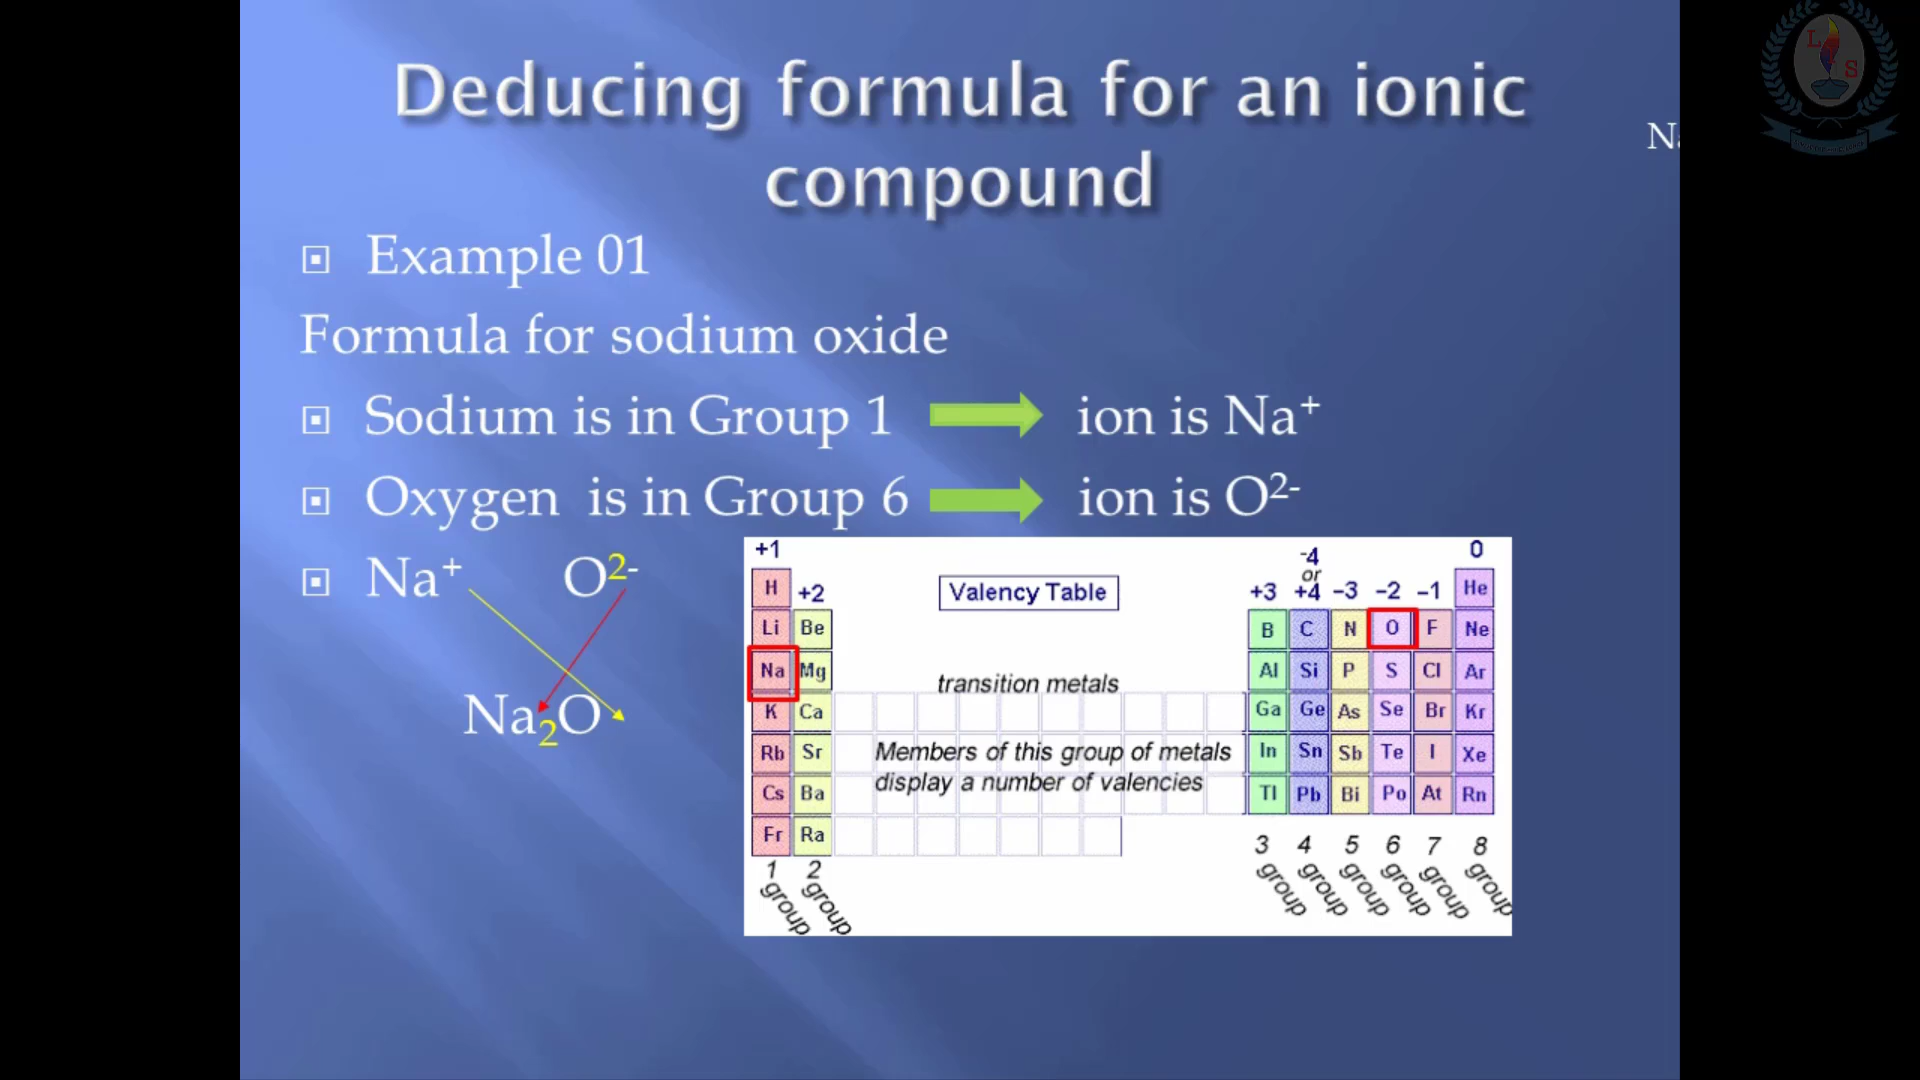 Deducing formula for an ionic
compound
Example 01
Formula for sodium oxide
Sodium is in Group 1 ion is Na⁺
Oxygen is in Group 6 ion is O²⁻
Na⁺ O²⁻
Na₂O
L
S
+1 -4 0
or
H +2 Valency Table +3 +4 -3 -2 -1 He
Li Be B C N O F Ne
Na Mg transition metals Al Si P S Cl Ar
K Ca Ga Ge As Se Br Kr
Rb Sr Members of this group of metals In Sn Sb Te I Xe
display a number of valencies
Cs Ba Tl Pb Bi Po At Rn
Fr Ra
1 2 3 4 5 6 7 8
group group group group group group group group